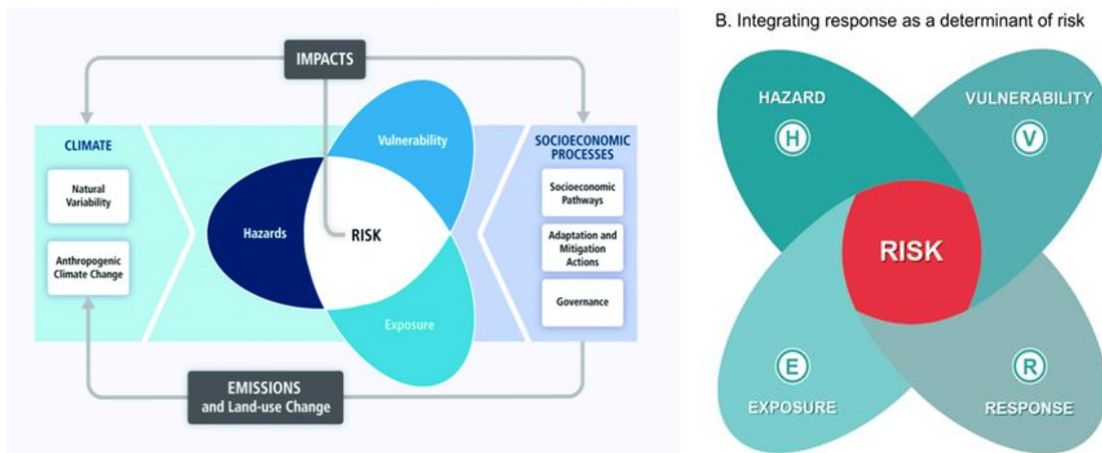 IMPACTS
CLIMATE
Natural
Variability
Anthropogenic
Climate Change
Hazards
Vulnerability
RISK
Exposure
SOCIOECONOMIC
PROCESSES
Socioeconomic
Pathways
Adaptation and
Mitigation
Actions
Governance
EMISSIONS
and Land-use Change
B. Integrating response as a determinant of risk
HAZARD
H
VULNERABILITY
V
RISK
E
EXPOSURE
R
RESPONSE